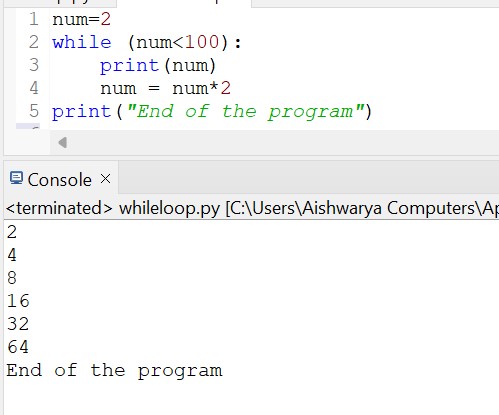 1 num=2
2 while (num<100):
3     print(num)
4     num = num*2
5 print("End of the program")
Console ×
<terminated> whileloop.py [C:\Users\Aishwarya Computers\Ap
2
4
8
16
32
64
End of the program